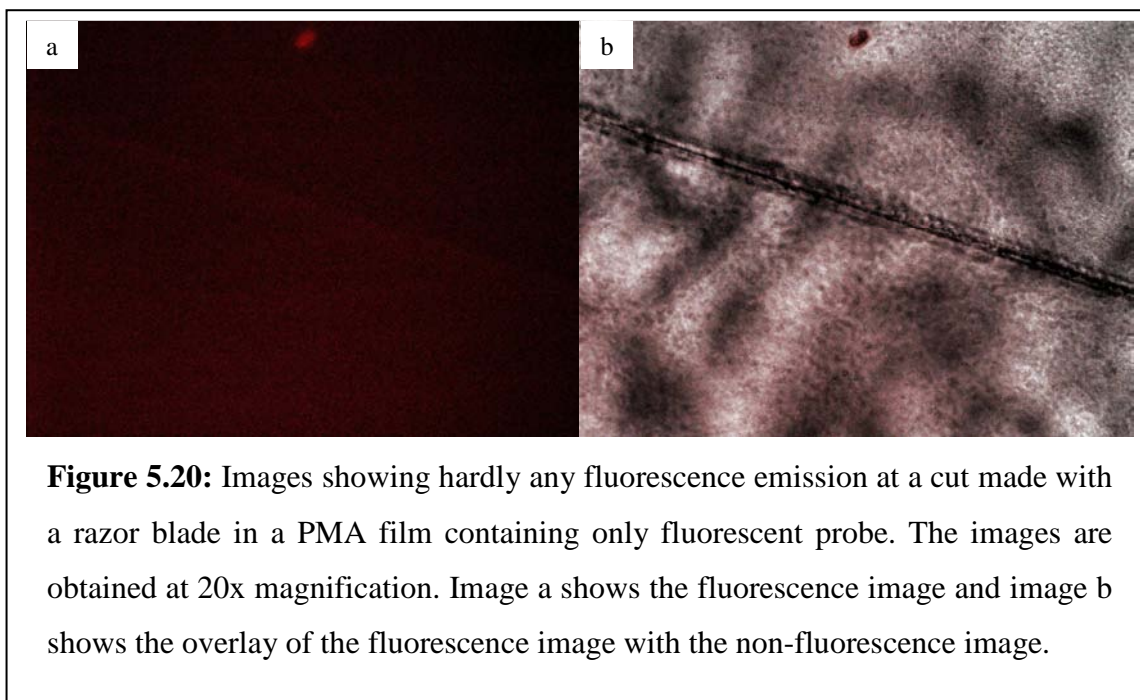 a
b
Figure 5.20: Images showing hardly any fluorescence emission at a cut made with
a razor blade in a PMA film containing only fluorescent probe. The images are
obtained at 20x magnification. Image a shows the fluorescence image and image b
shows the overlay of the fluorescence image with the non-fluorescence image.